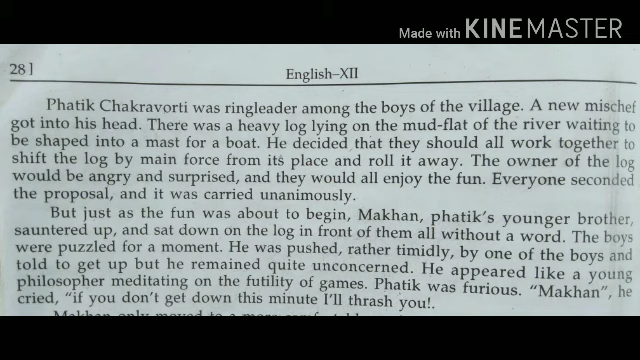 Made with KINEMASTER
28]
English–XII
Phatik Chakravorti was ringleader among the boys of the village. A new mischef
got into his head. There was a heavy log lying on the mud-flat of the river waiting to
be shaped into a mast for a boat. He decided that they should all work together to
shift the log by main force from its place and roll it away. The owner of the log
would be angry and surprised, and they would all enjoy the fun. Everyone seconded
the proposal, and it was carried unanimously.
But just as the fun was about to begin, Makhan, phatik's younger brother,
sauntered up, and sat down on the log in front of them all without a word. The boys
were puzzled for a moment. He was pushed, rather timidly, by one of the boys and
told to get up but he remained quite unconcerned. He appeared like a young
philosopher meditating on the futility of games. Phatik was furious. "Makhan", he
cried, "if you don't get down this minute I'll thrash you!.
Makhan only moved to a more comfortable